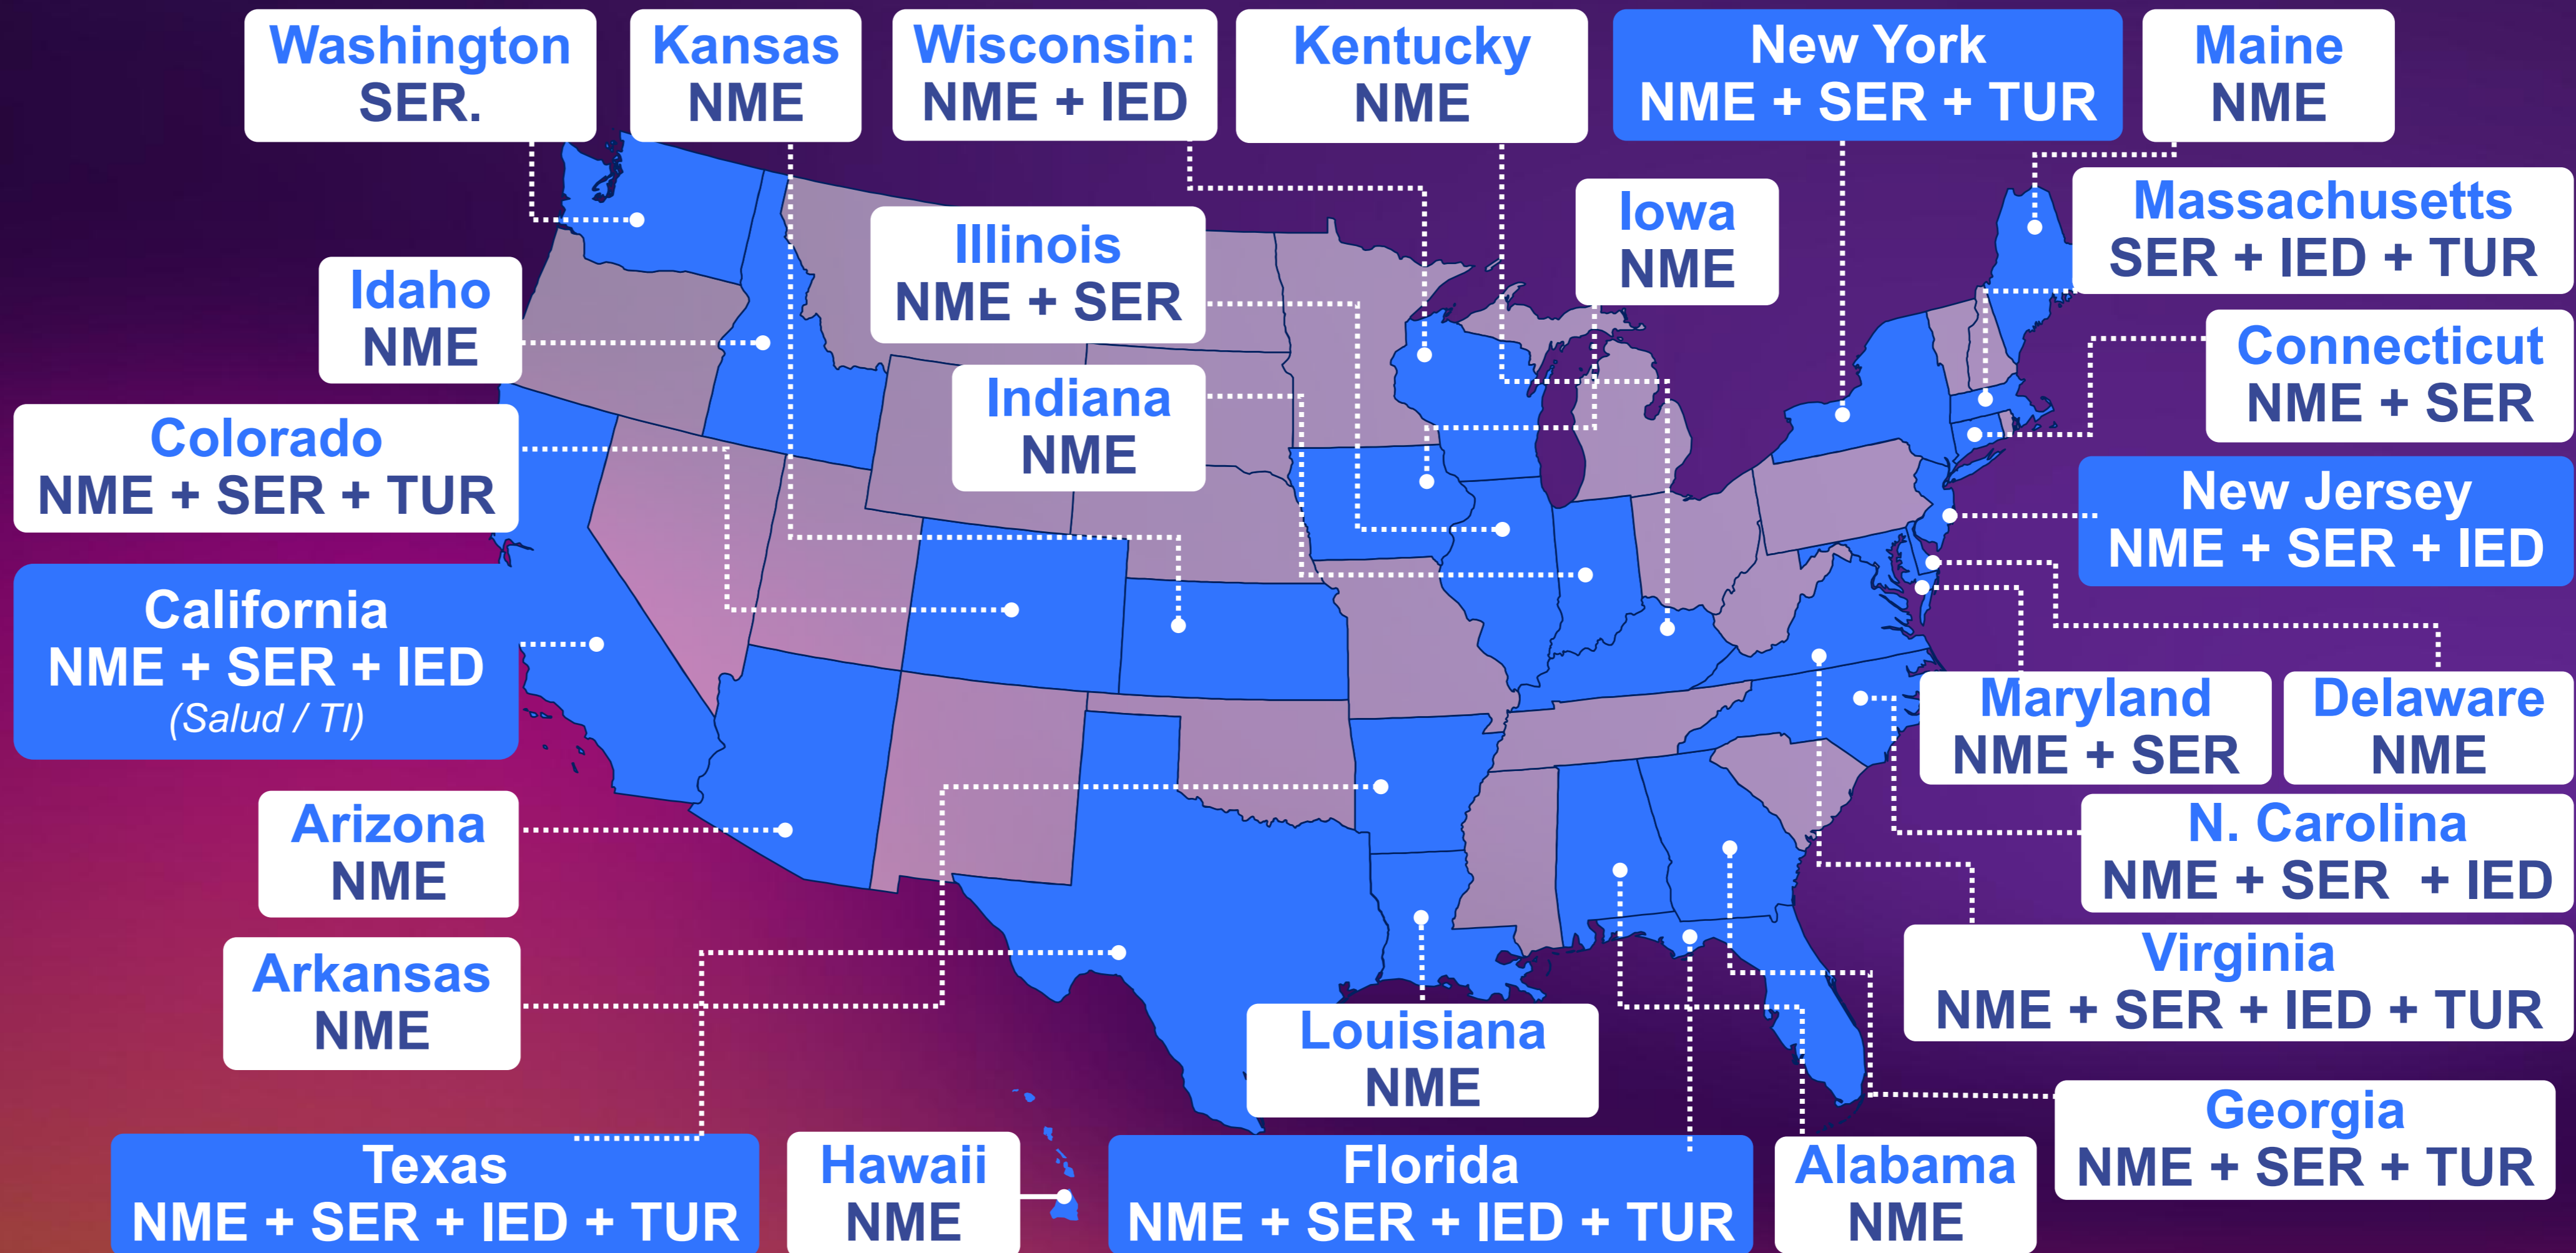 Washington
SER.
Kansas
NME
Wisconsin:
NME + IED
Kentucky
NME
New York
NME + SER + TUR
Maine
NME
Massachusetts
SER + IED + TUR
Iowa
NME
Illinois
NME + SER
Idaho
NME
Connecticut
NME + SER
Indiana
NME
Colorado
NME + SER + TUR
New Jersey
NME + SER + IED
California
NME + SER + IED
(Salud / TI)
Maryland
NME + SER
Delaware
NME
Arizona
NME
N. Carolina
NME + SER + IED
Arkansas
NME
Virginia
NME + SER + IED + TUR
Louisiana
NME
Georgia
NME + SER + TUR
Texas
NME + SER + IED + TUR
Hawaii
NME
Florida
NME + SER + IED + TUR
Alabama
NME